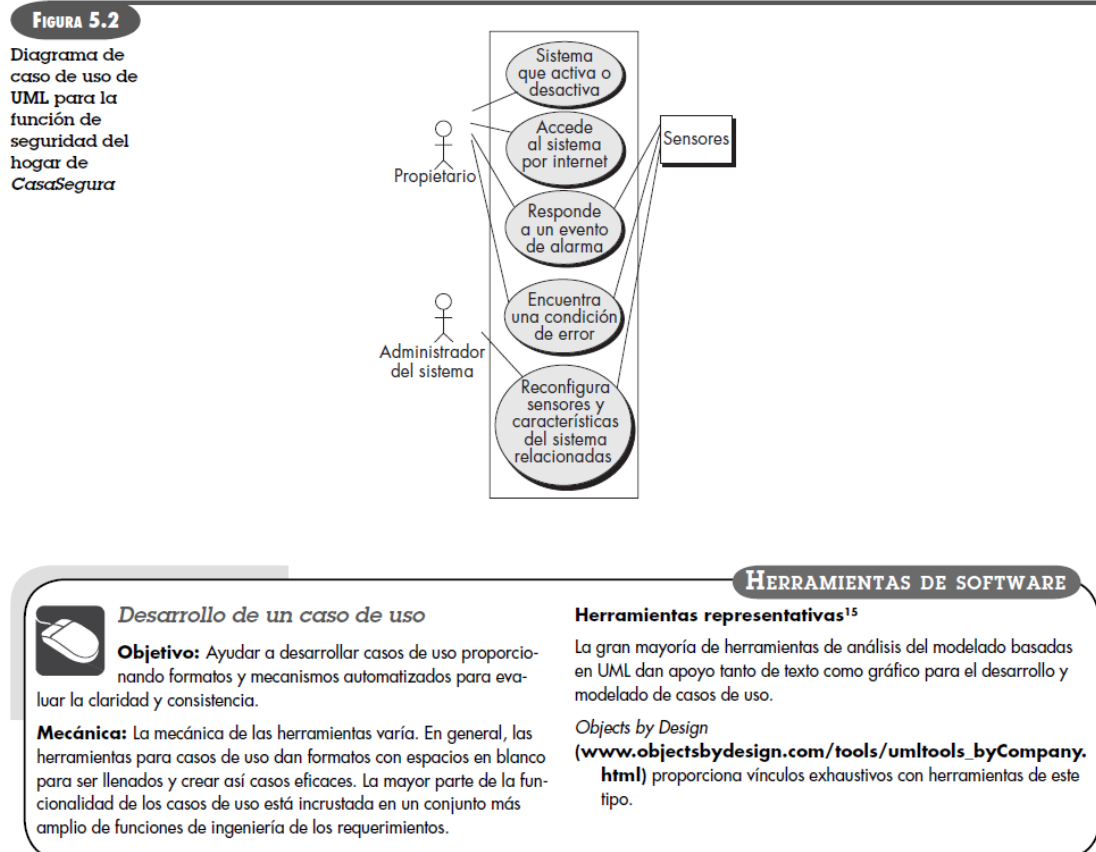 FIGURA 5.2
Diagrama de
caso de uso de
UML para la
función de
seguridad del
hogar de
CasaSegura
Sistema
que activa o
desactiva
Accede
al sistema
por internet
Responde
a un evento
de alarma
Encuentra
una condición
de error
Reconfigura
sensores y
características
del sistema
relacionadas
Propietario
Administrador
del sistema
Sensores
HERRAMIENTAS DE SOFTWARE
Desarrollo de un caso de uso
Objetivo: Ayudar a desarrollar casos de uso proporcio-
nando formatos y mecanismos automatizados para eva-
luar la claridad y consistencia.
Mecánica: La mecánica de las herramientas varía. En general, las
herramientas para casos de uso dan formatos con espacios en blanco
para ser llenados y crear así casos eficaces. La mayor parte de la fun-
cionalidad de los casos de uso está incrustada en un conjunto más
amplio de funciones de ingeniería de los requerimientos.
Herramientas representativas¹⁵
La gran mayoría de herramientas de análisis del modelado basadas
en UML dan apoyo tanto de texto como gráfico para el desarrollo y
modelado de casos de uso.
Objects by Design
(www.objectsbydesign.com/tools/umltools_byCompany.
html) proporciona vínculos exhaustivos con herramientas de este
tipo.